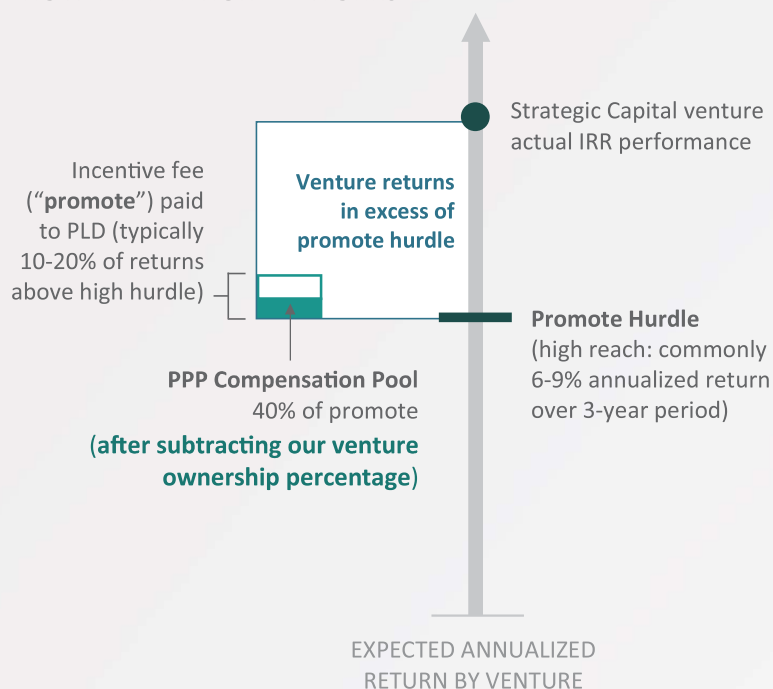 Strategic Capital venture
actual IRR performance
Incentive fee
(“promote”) paid
to PLD (typically
10-20% of returns
above high hurdle)
Venture returns
in excess of
promote hurdle
Promote Hurdle
(high reach: commonly
6-9% annualized return
over 3-year period)
PPP Compensation Pool
40% of promote
(after subtracting our venture
ownership percentage)
EXPECTED ANNUALIZED
RETURN BY VENTURE